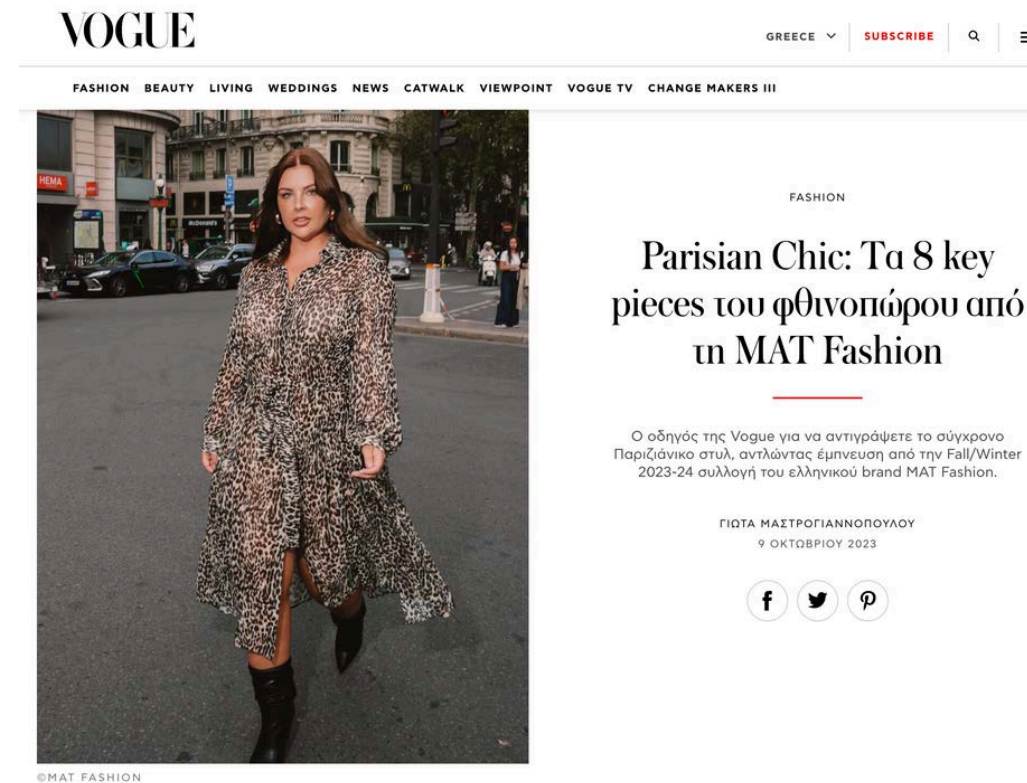 VOGUE
GREECE
SUBSCRIBE
FASHION BEAUTY LIVING WEDDINGS NEWS CATWALK VIEWPOINT VOGUE TV CHANGE MAKERS III
HEMA
McDonald's
FASHION
Parisian Chic: Τα 8 key
pieces του φθινοπώρου από
τη MAT Fashion
Ο οδηγός της Vogue για να αντιγράψετε το σύγχρονο
Παριζιάνικο στυλ, αντλώντας έμπνευση από την Fall/Winter
2023-24 συλλογή του ελληνικού brand MAT Fashion.
ΓΙΩΤΑ ΜΑΣΤΡΟΓΙΑΝΝΟΠΟΥΛΟΥ
9 ΟΚΤΩΒΡΙΟΥ 2023
©MAT FASHION